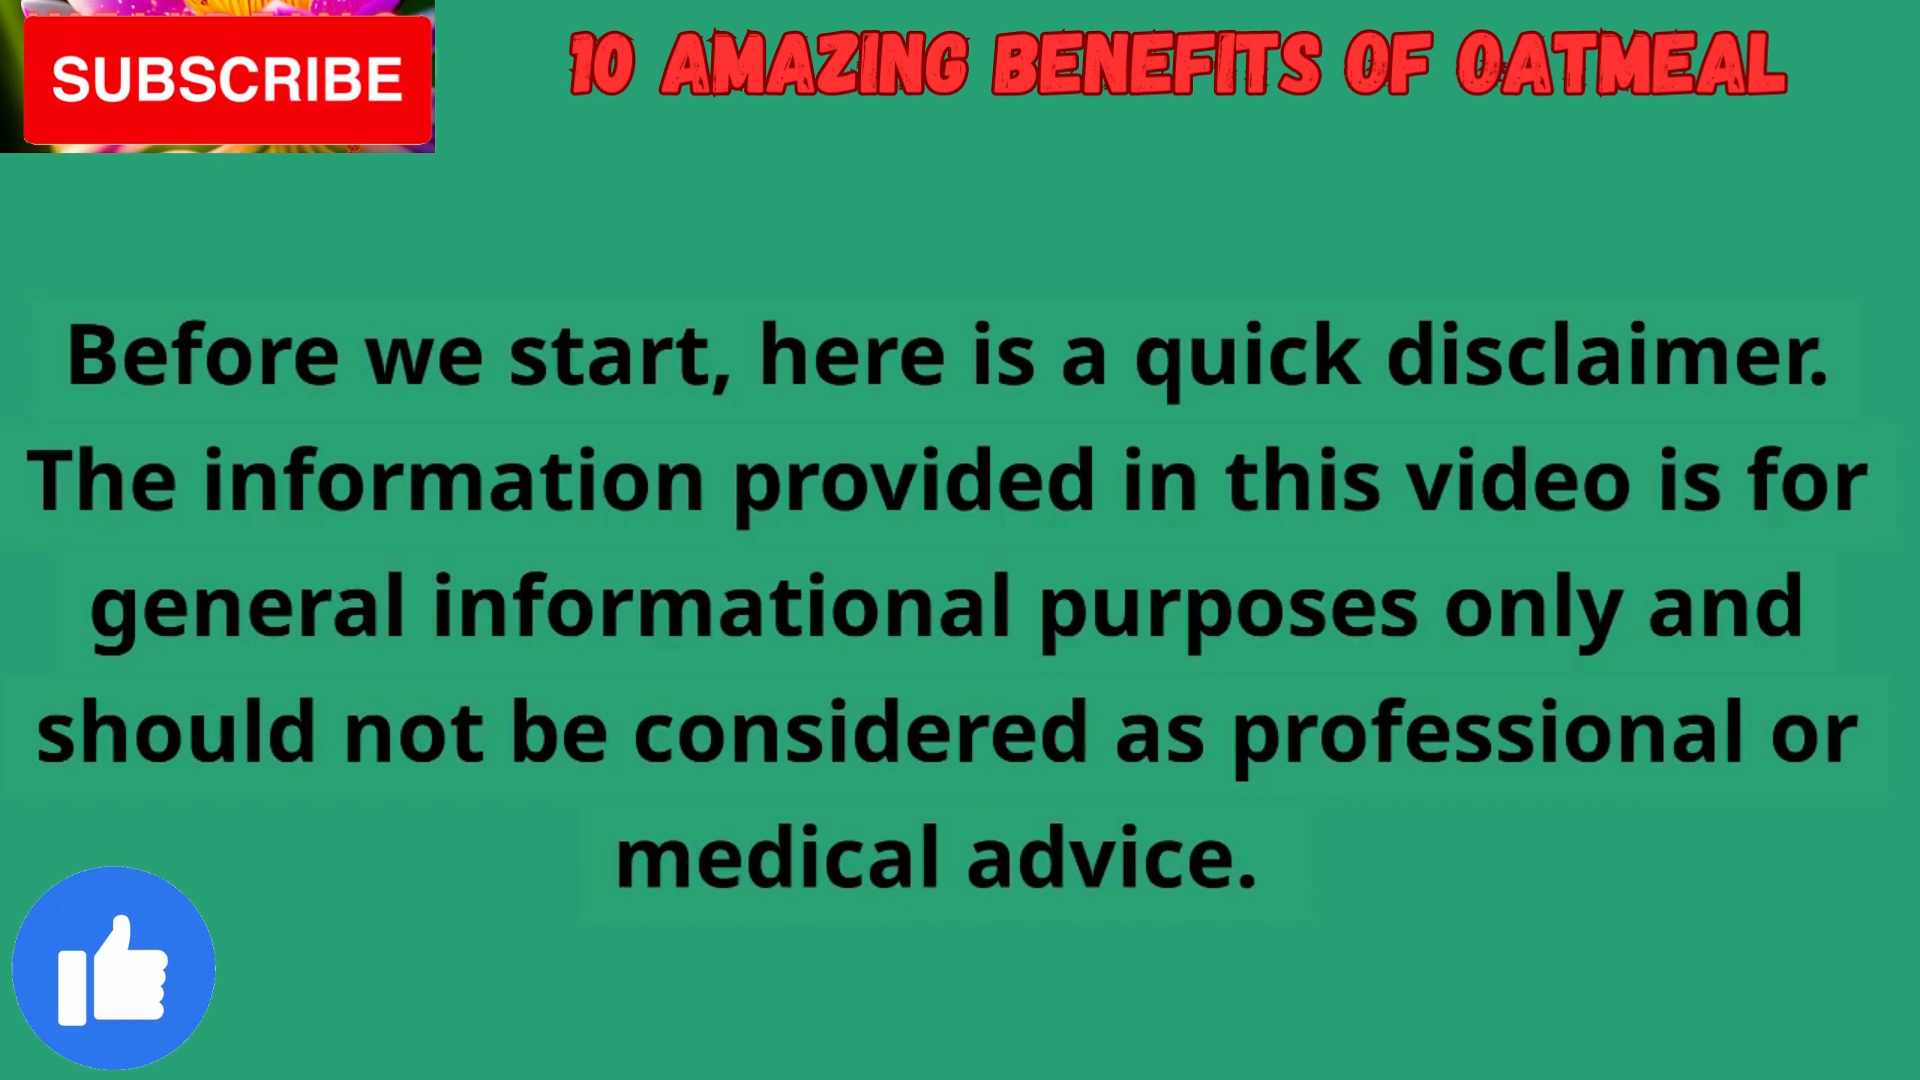 SUBSCRIBE
10 AMAZING BENEFITS OF OATMEAL
Before we start, here is a quick disclaimer.
The information provided in this video is for
general informational purposes only and
should not be considered as professional or
medical advice.